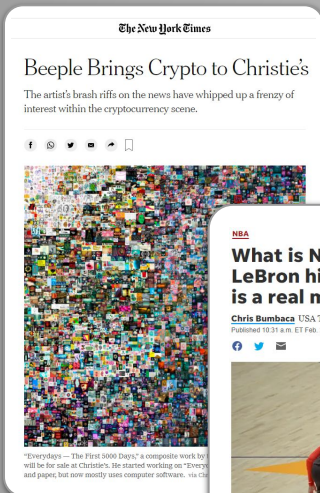 The New York Times
Beeple Brings Crypto to Christie's
The artist's brash riffs on the news have whipped up a frenzy of
interest within the cryptocurrency scene.
NBA
What is N
LeBron hi
is a real m
Chris Bumbaca USA T
Published 10:31 a.m. ET Feb.
"Everydays — The First 5000 Days," a composite work by
will be for sale at Christie's. He started working on "Every
and paper, but now mostly uses computer software. via Chr